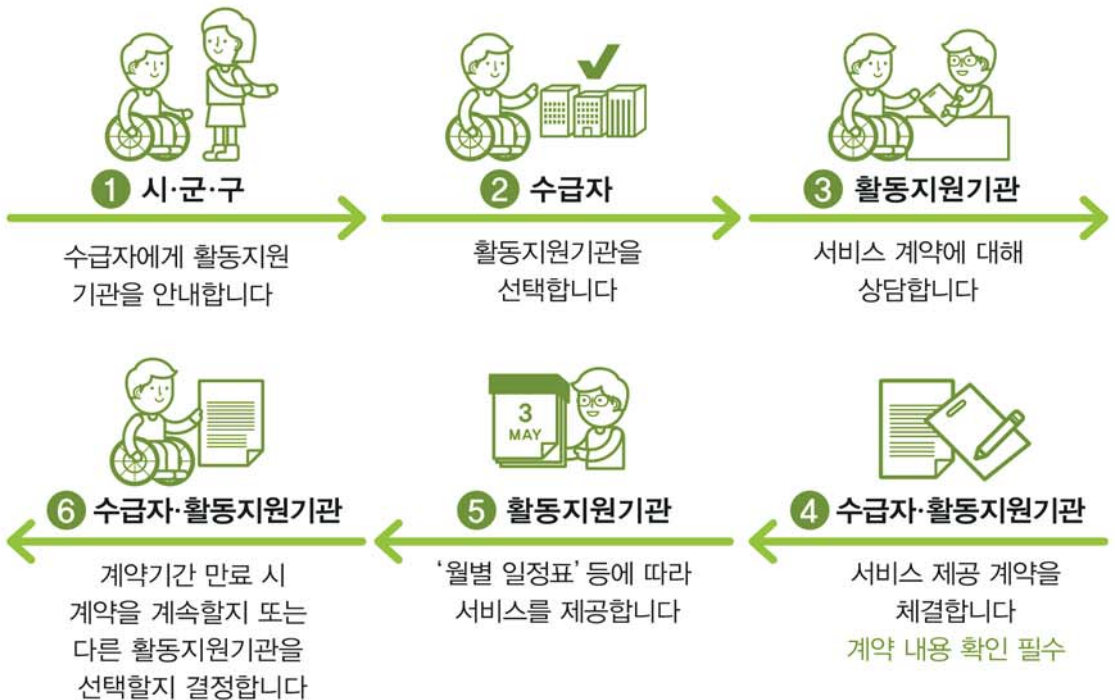 1 시·군·구
수급자에게 활동지원
기관을 안내합니다
2 수급자
활동지원기관을
선택합니다
3 활동지원기관
서비스 계약에 대해
상담합니다
4 수급자·활동지원기관
서비스 제공 계약을
체결합니다
계약 내용 확인 필수
3
MAY
5 활동지원기관
‘월별 일정표’ 등에 따라
서비스를 제공합니다
6 수급자·활동지원기관
계약기간 만료 시
계약을 계속할지 또는
다른 활동지원기관을
선택할지 결정합니다